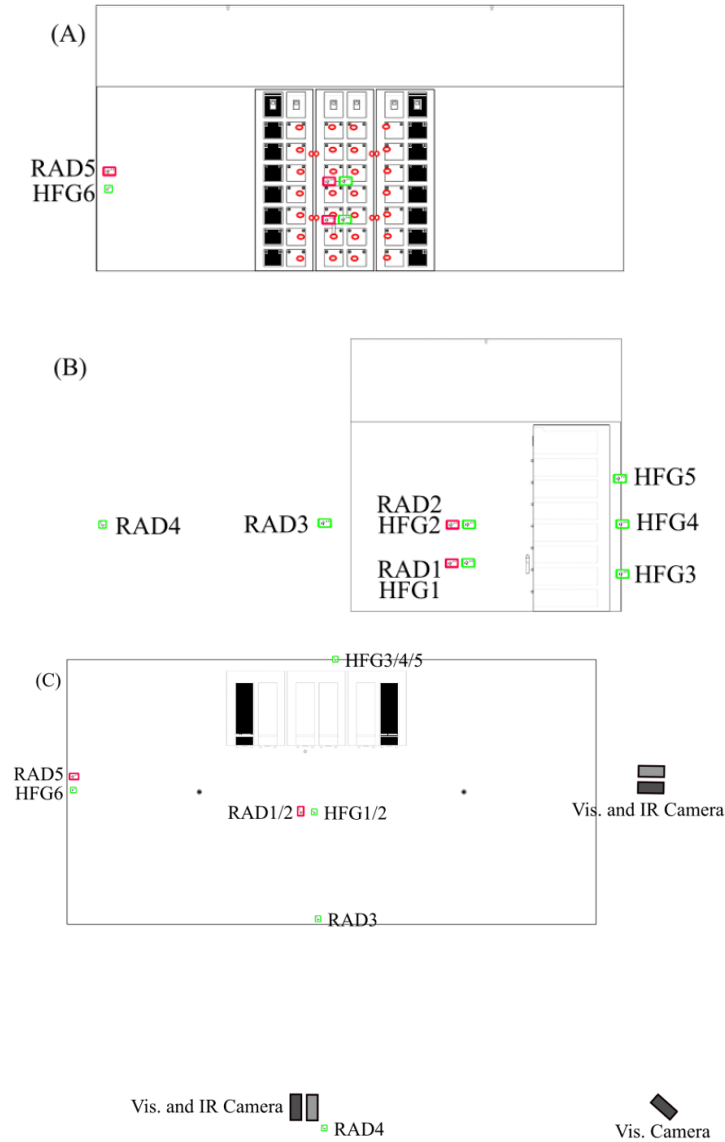 (A)
RAD5
HFG6
(B)
HFG5
RAD2
RAD4
RAD3
HFG2
HFG4
RAD1
HFG3
HFG1
HFG3/4/5
(C)
RAD5
HFG6
RAD1/2
HFG1/2
Vis. and IR Camera
RAD3
Vis. and IR Camera
RAD4
Vis. Camera